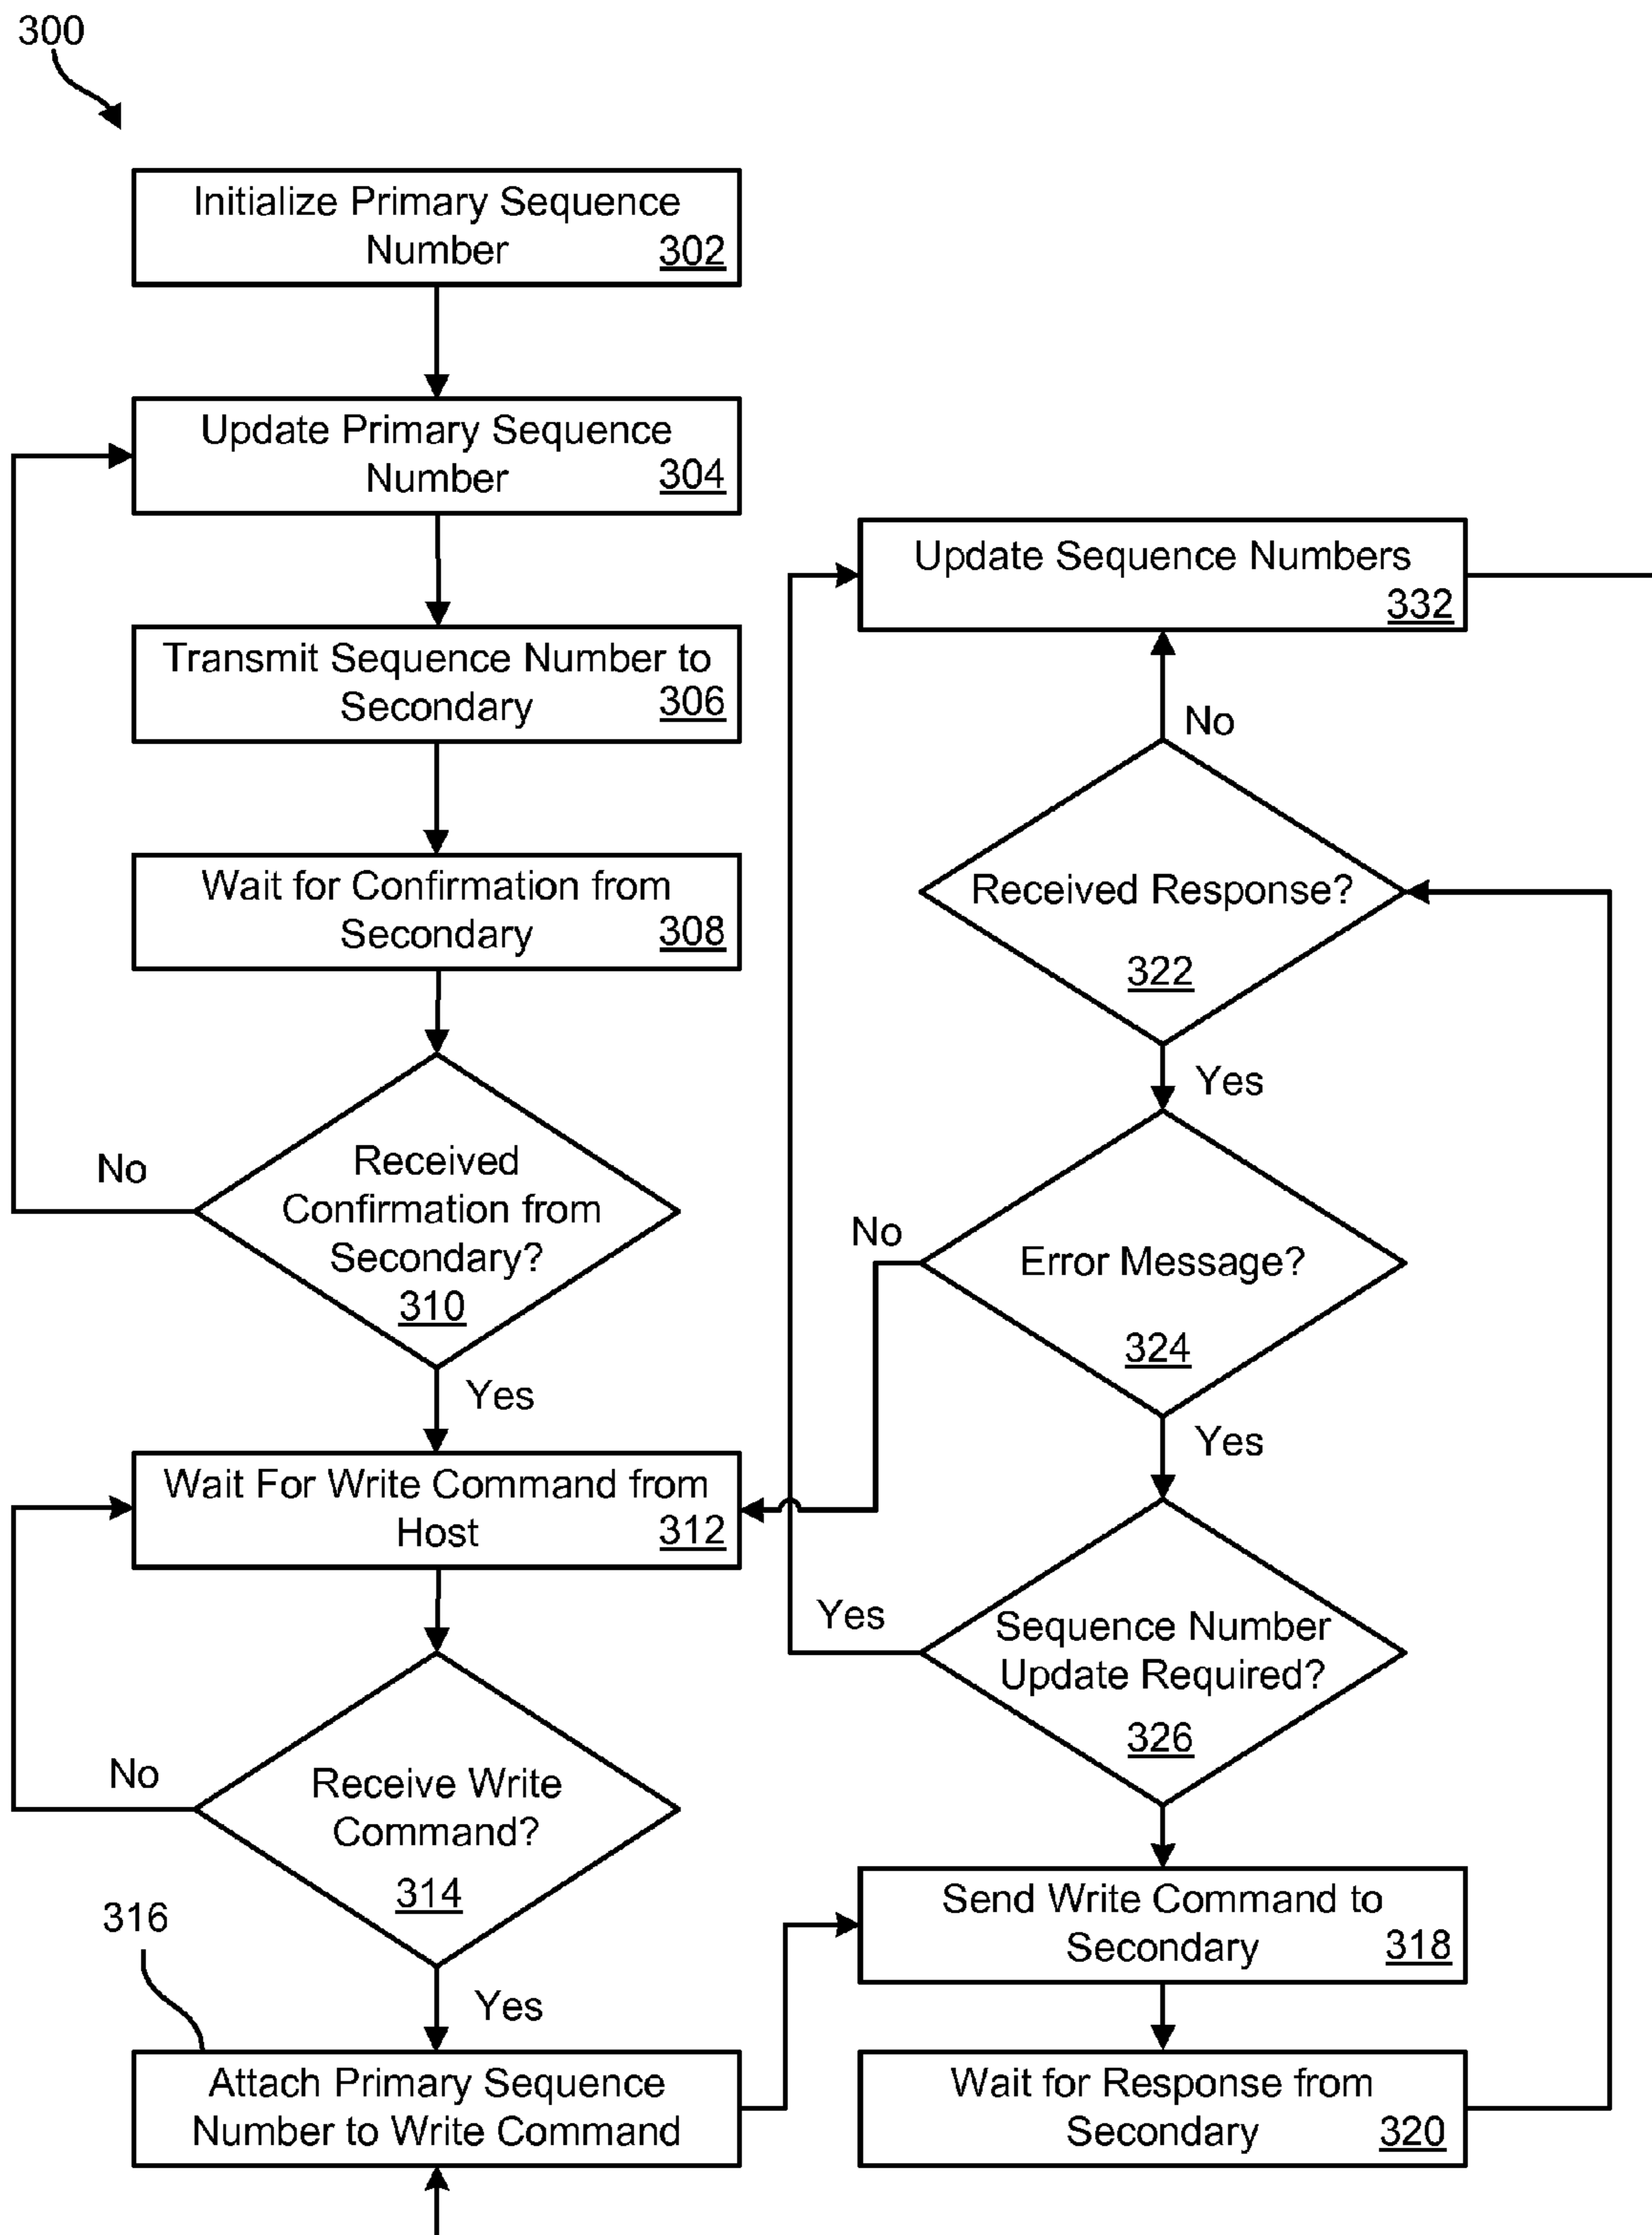 300
Initialize Primary Sequence
Number 302
Update Primary Sequence
Number 304
Transmit Sequence Number to
Secondary 306
Wait for Confirmation from
Secondary 308
No
Received
Confirmation from
Secondary?
310
Yes
Wait For Write Command from
Host 312
No
Receive Write
Command?
314
316
Yes
Attach Primary Sequence
Number to Write Command
Update Sequence Numbers
332
No
Received Response?
322
Yes
No
Error Message?
324
Yes
Yes
Sequence Number
Update Required?
326
Send Write Command to
Secondary 318
Wait for Response from
Secondary 320